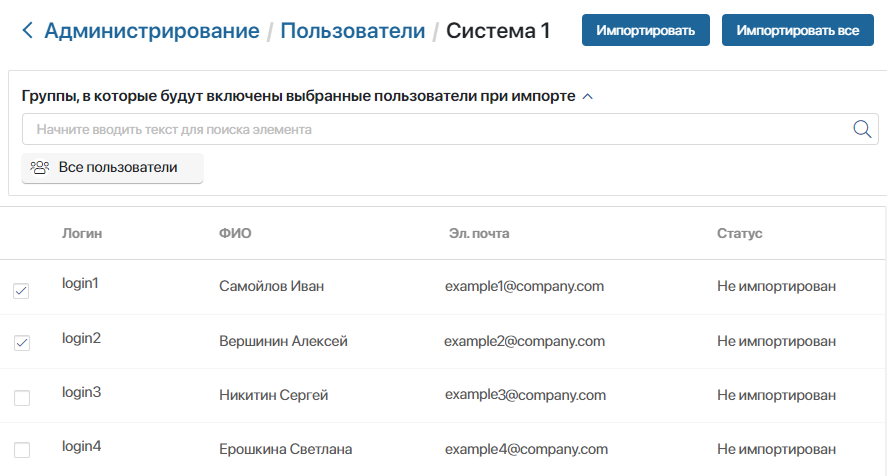 Администрирование / Пользователи / Система 1 Импортировать Импортировать все
Группы, в которые будут включены выбранные пользователи при импорте
Начните вводить текст для поиска элемента
Все пользователи
Логин ФИО Эл. почта Статус
login1 Самойлов Иван example1@company.com Не импортирован
login2 Вершинин Алексей example2@company.com Не импортирован
login3 Никитин Сергей example3@company.com Не импортирован
login4 Ерошкина Светлана example4@company.com Не импортирован